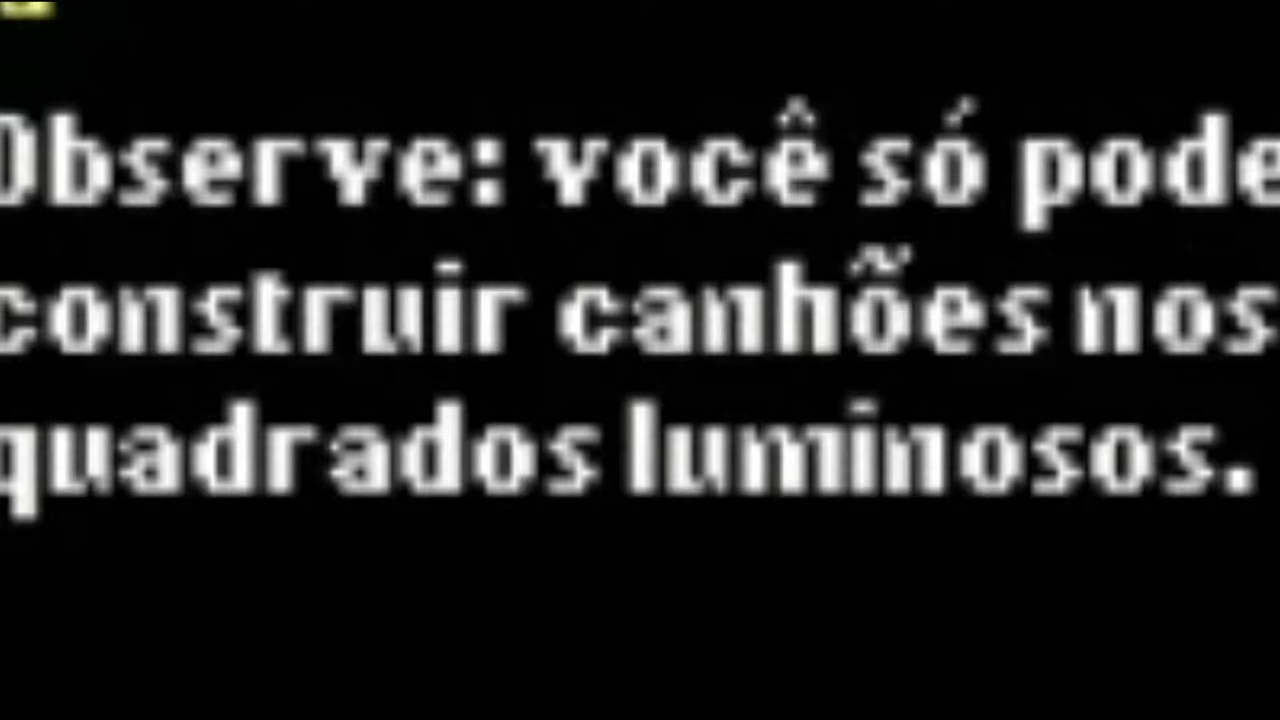 Observe: você só pode
construir canhões nos
quadrados luminosos.